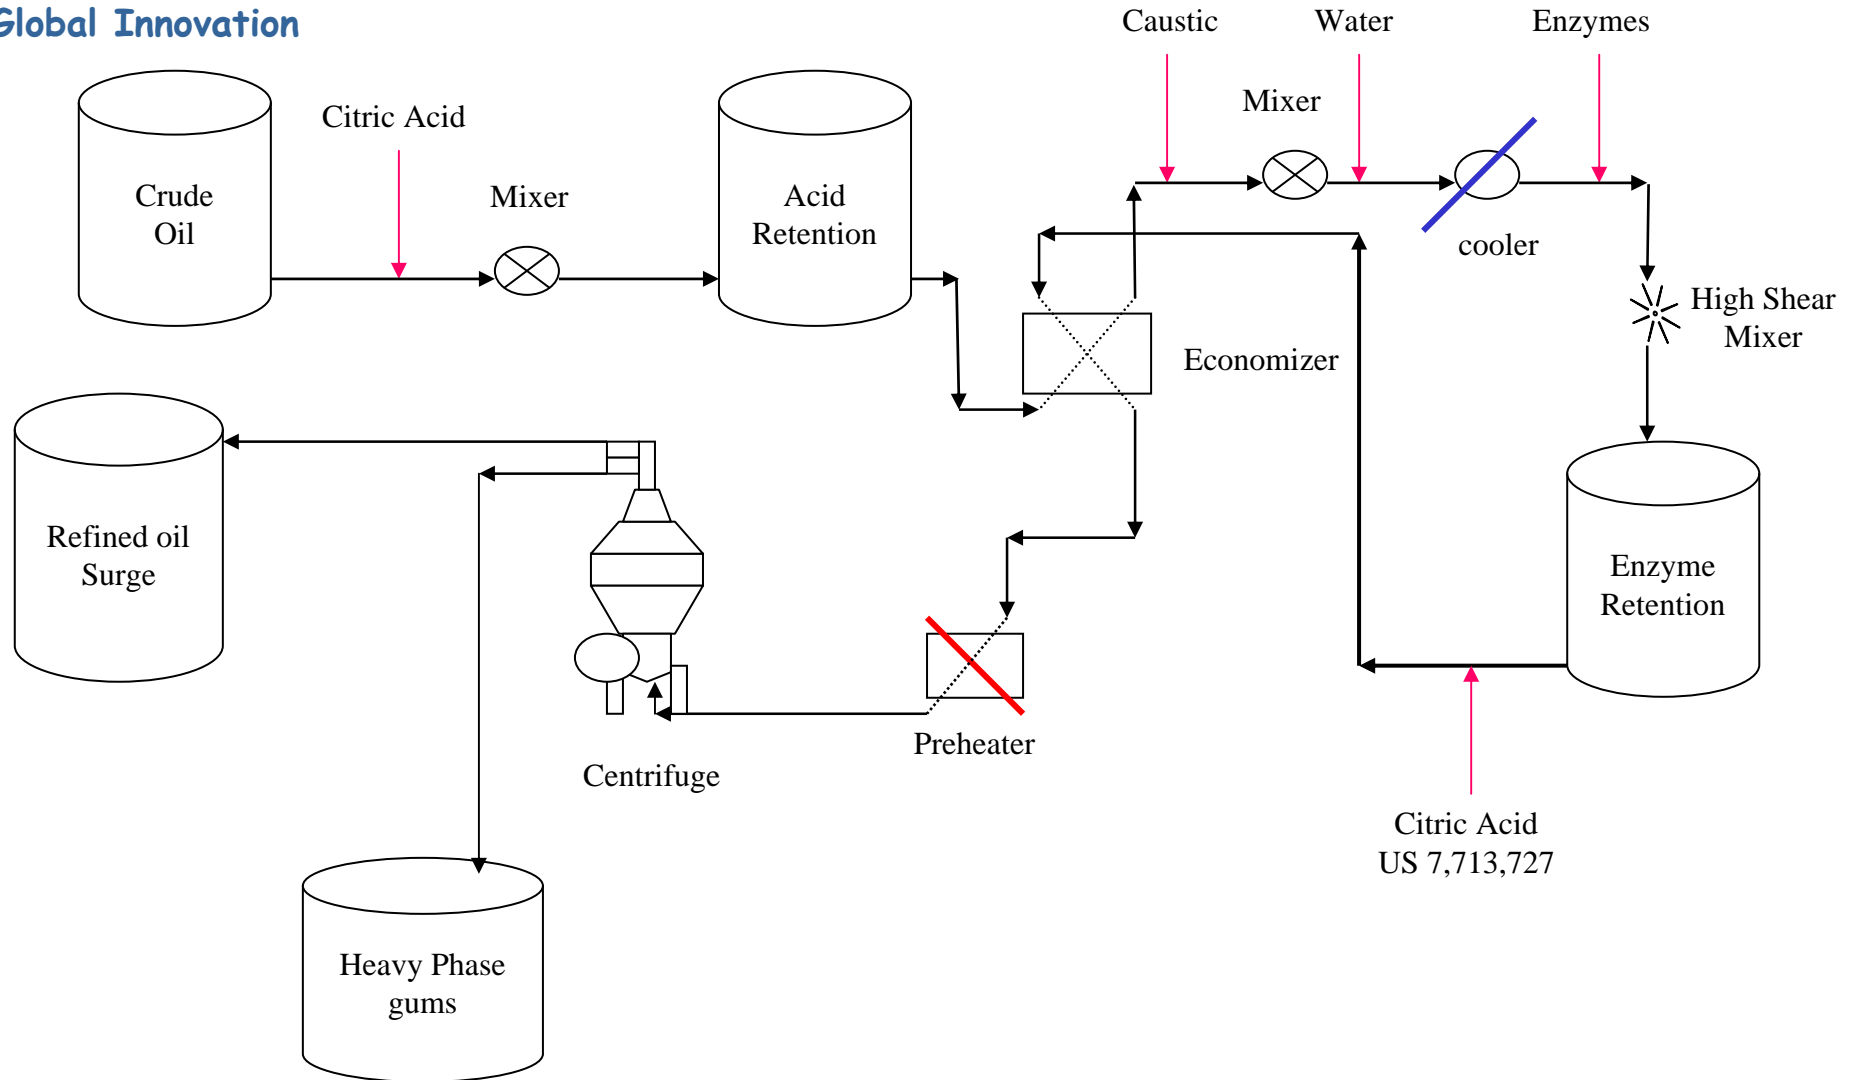 Global Innovation
Caustic
Water
Enzymes
Citric Acid
Mixer
Crude
Oil
Mixer
Acid
Retention
cooler
High Shear
Mixer
Economizer
Refined oil
Surge
Enzyme
Retention
Preheater
Centrifuge
Citric Acid
US 7,713,727
Heavy Phase
gums